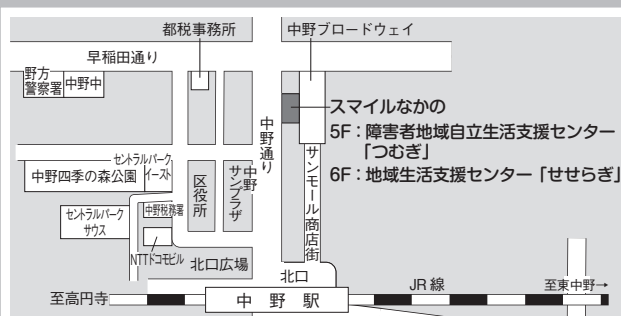 都税事務所
中野ブロードウェイ
早稲田通り
野方
警察署
中野中
中野通り
スマイルなかの
5F：障害者地域自立生活支援センター
「つむぎ」
6F：地域生活支援センター「せせらぎ」
セントラルパーク
イースト
中野四季の森公園
区役所
中野
サンプラザ
サンモール商店街
セントラルパーク
サウス
中野税務署
NTTドコモビル
北口広場
北口
JR 線
至東中野→
至高円寺
中野駅